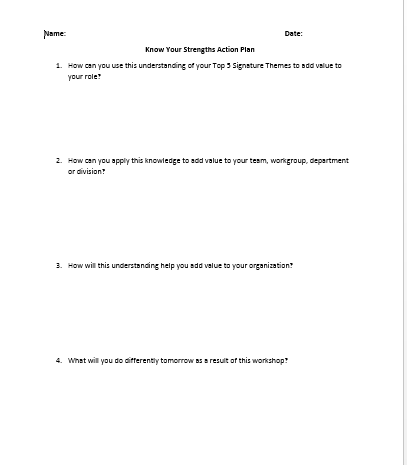 Name: Date:
Know Your Strengths Action Plan
1. How can you use this understanding of your Top 5 Signature Themes to add value to
your role?
2. How can you apply this knowledge to add value to your team, workgroup, department
or division?
3. How will this understanding help you add value to your organization?
4. What will you do differently tomorrow as a result of this workshop?